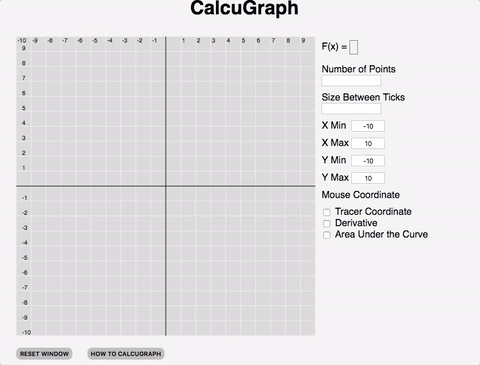 CalcuGraph
-10 -9 -8 -7 -6 -5 -4 -3 -2 -1 1 2 3 4 5 6 7 8 9
9
8
7
6
5
4
3
2
1
-1
-2
-3
-4
-5
-6
-7
-8
-9
-10
F(x) =
Number of Points
Size Between Ticks
X Min -10
X Max 10
Y Min -10
Y Max 10
Mouse Coordinate
Tracer Coordinate
Derivative
Area Under the Curve
RESET WINDOW HOW TO CALCUGRAPH